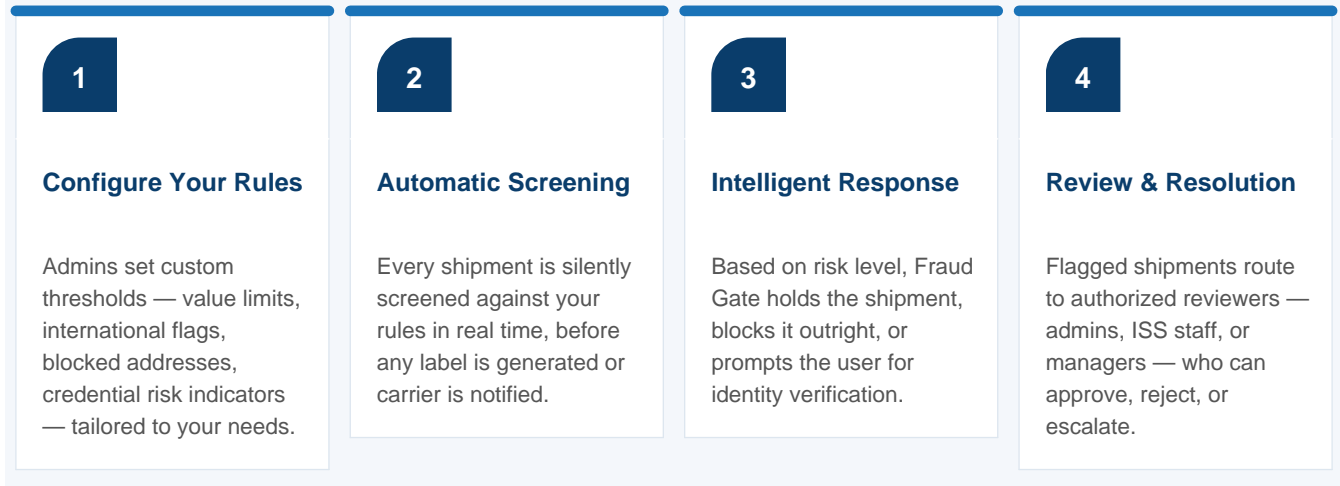 1
Configure Your Rules
Admins set custom
thresholds — value limits,
international flags,
blocked addresses,
credential risk indicators
— tailored to your needs.
2
Automatic Screening
Every shipment is silently
screened against your
rules in real time, before
any label is generated or
carrier is notified.
3
Intelligent Response
Based on risk level, Fraud
Gate holds the shipment,
blocks it outright, or
prompts the user for
identity verification.
4
Review & Resolution
Flagged shipments route
to authorized reviewers —
admins, ISS staff, or
managers — who can
approve, reject, or
escalate.